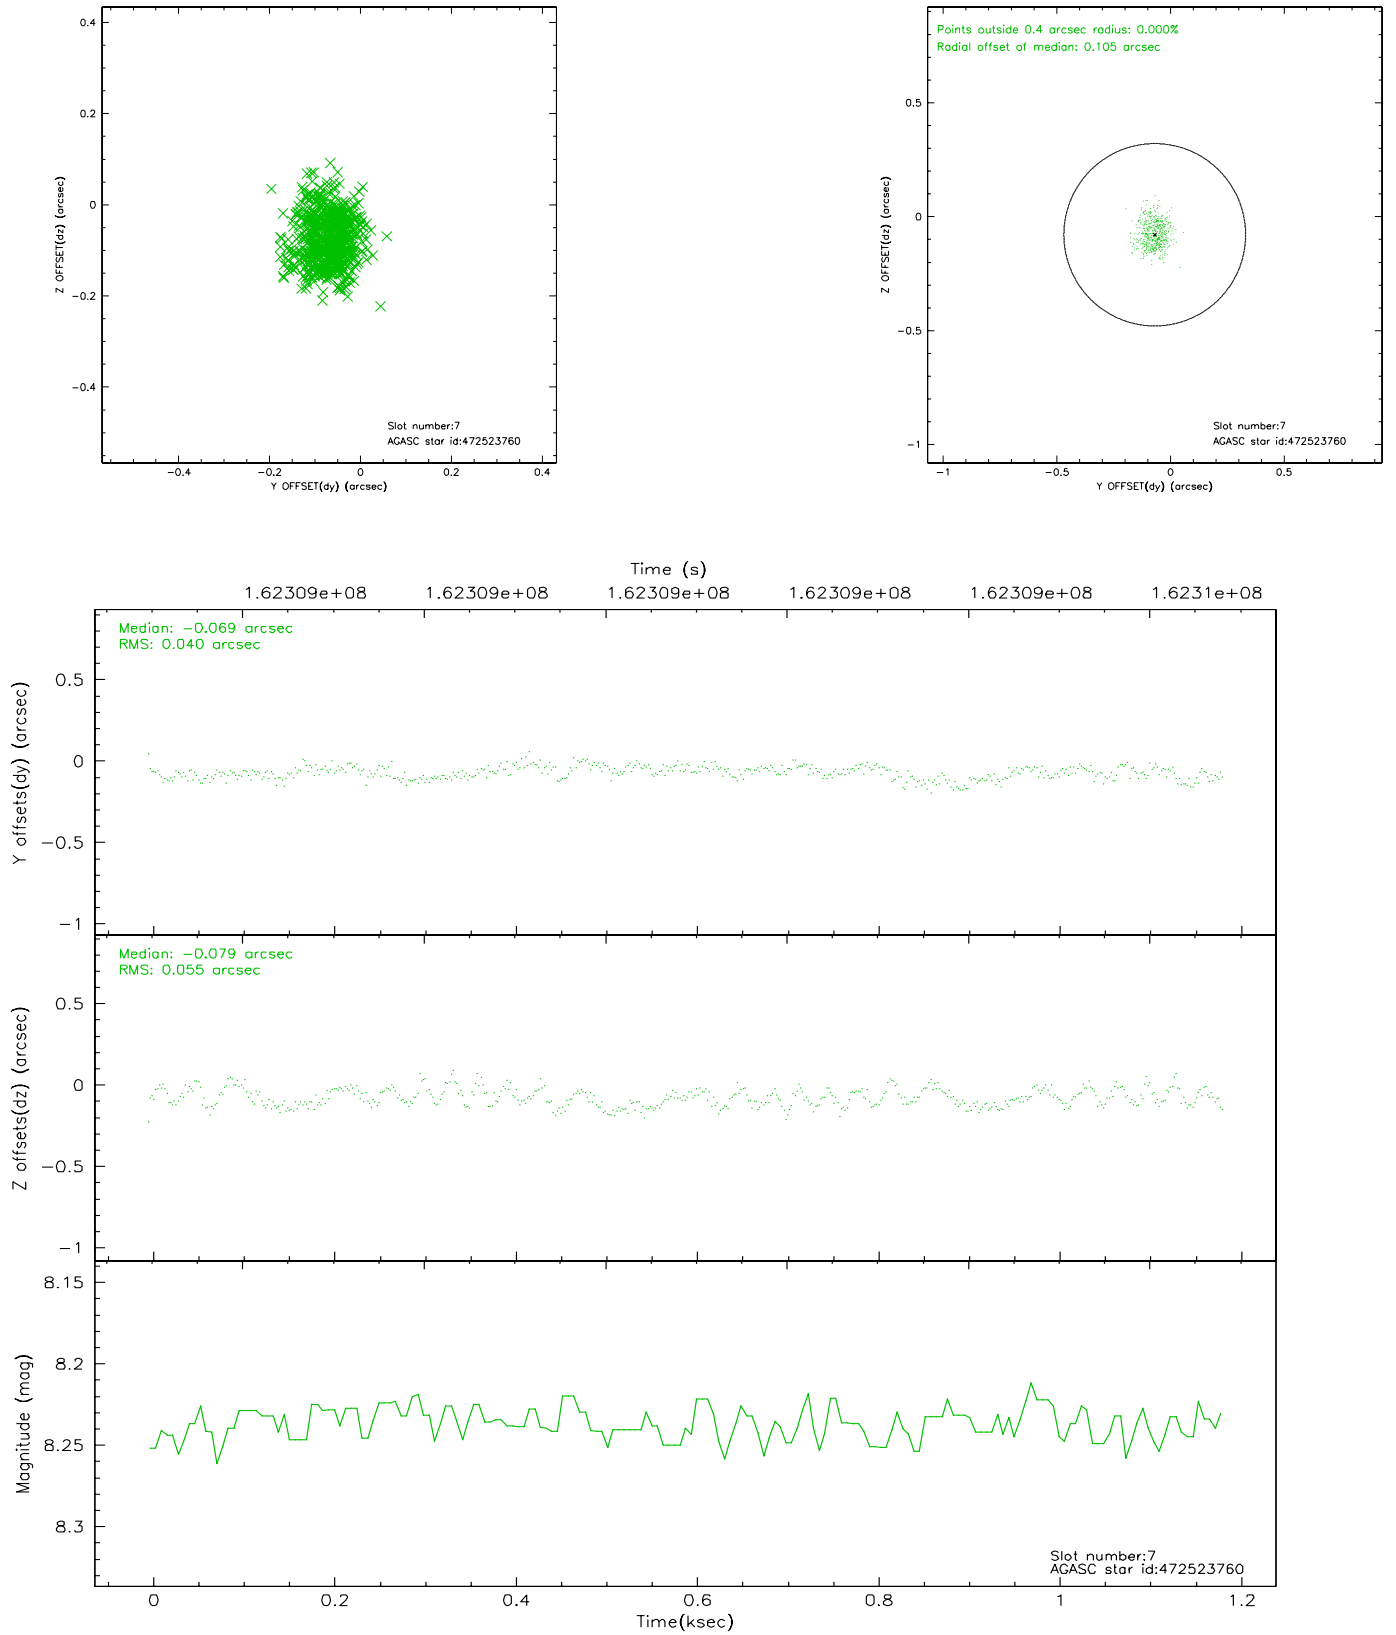 0.4
0.2
0
-0.2
-0.4
Z OFFSET(dz) (arcsec)
Slot number:7
AGASC star id:472523760
-0.4 -0.2 0 0.2 0.4
Y OFFSET(dy) (arcsec)
Points outside 0.4 arcsec radius: 0.000%
Radial offset of median: 0.105 arcsec
0.5
0
-0.5
-1
Z OFFSET(dz) (arcsec)
Slot number:7
AGASC star id:472523760
-1 -0.5 0 0.5
Y OFFSET(dy) (arcsec)
Time (s)
1.62309e+08 1.62309e+08 1.62309e+08 1.62309e+08 1.62309e+08 1.6231e+08
Median: -0.069 arcsec
RMS: 0.040 arcsec
0.5
0
-0.5
-1
Y offsets(dy) (arcsec)
Median: -0.079 arcsec
RMS: 0.055 arcsec
0.5
0
-0.5
-1
Z offsets(dz) (arcsec)
8.15
8.2
8.25
8.3
Magnitude (mag)
Slot number:7
AGASC star id:472523760
0 0.2 0.4 0.6 0.8 1 1.2
Time(ksec)